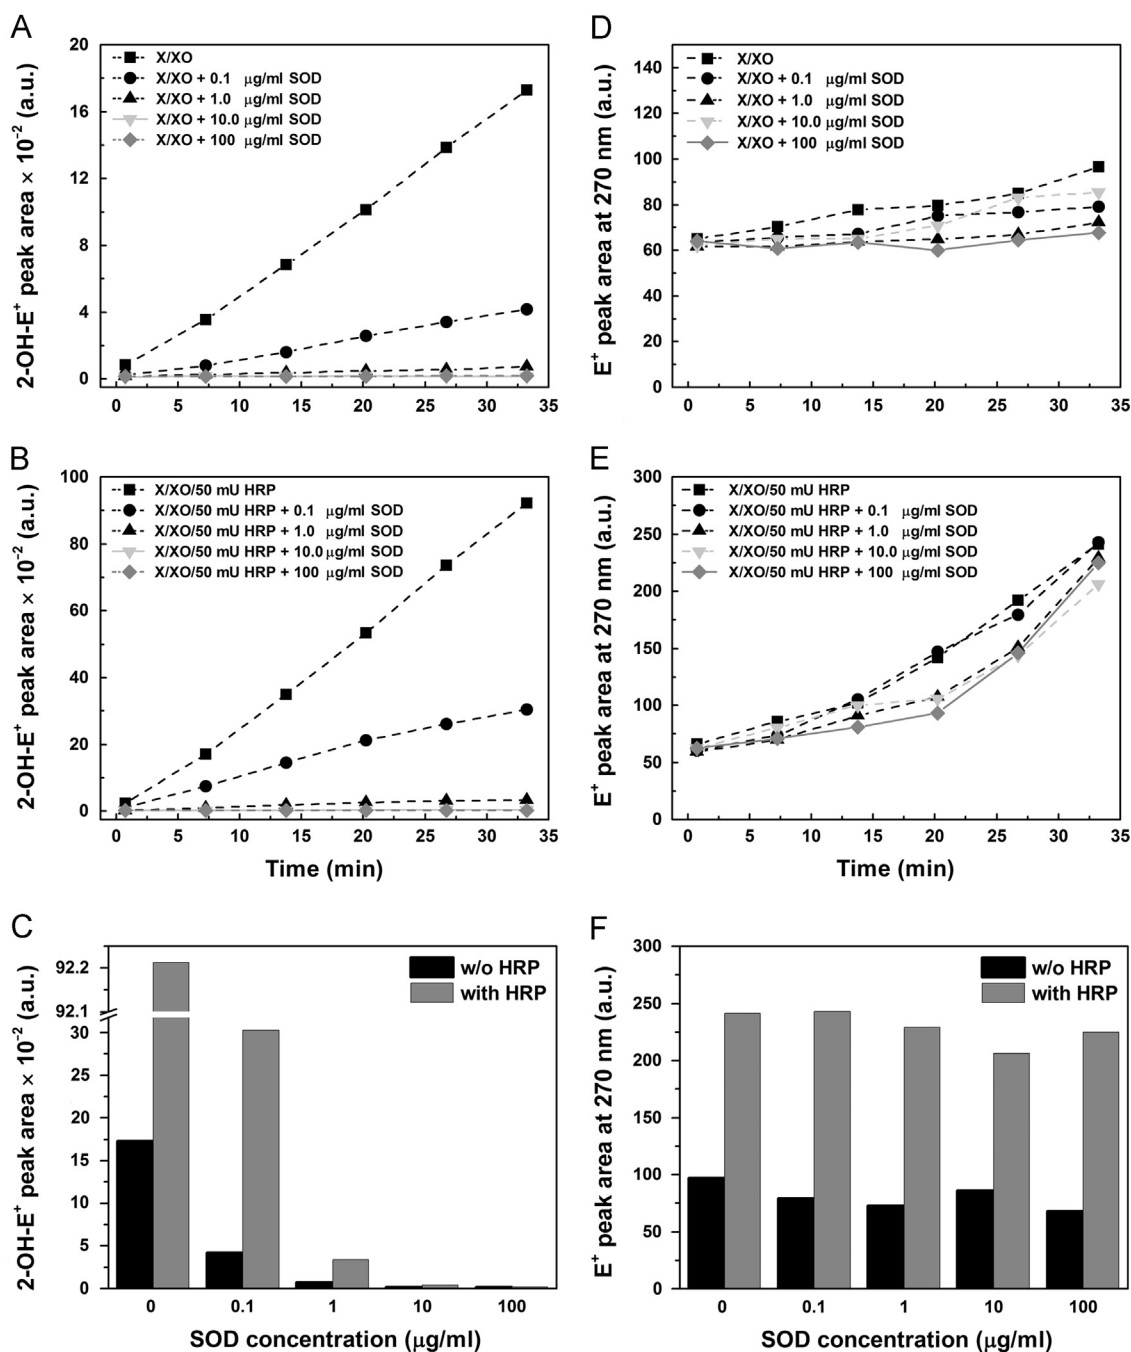 A
2-OH-E⁺ peak area × 10⁻² (a.u.)
20
16
12
8
4
0
X/XO
X/XO + 0.1 μg/ml SOD
X/XO + 1.0 μg/ml SOD
X/XO + 10.0 μg/ml SOD
X/XO + 100 μg/ml SOD
0 5 10 15 20 25 30 35
D
E⁺ peak area at 270 nm (a.u.)
140
120
100
80
60
40
20
0
X/XO
X/XO + 0.1 μg/ml SOD
X/XO + 1.0 μg/ml SOD
X/XO + 10.0 μg/ml SOD
X/XO + 100 μg/ml SOD
0 5 10 15 20 25 30 35
B
2-OH-E⁺ peak area × 10⁻² (a.u.)
100
80
60
40
20
0
X/XO/50 mU HRP
X/XO/50 mU HRP + 0.1 μg/ml SOD
X/XO/50 mU HRP + 1.0 μg/ml SOD
X/XO/50 mU HRP + 10.0 μg/ml SOD
X/XO/50 mU HRP + 100 μg/ml SOD
0 5 10 15 20 25 30 35
Time (min)
E
E⁺ peak area at 270 nm (a.u.)
300
250
200
150
100
50
0
X/XO/50 mU HRP
X/XO/50 mU HRP + 0.1 μg/ml SOD
X/XO/50 mU HRP + 1.0 μg/ml SOD
X/XO/50 mU HRP + 10.0 μg/ml SOD
X/XO/50 mU HRP + 100 μg/ml SOD
0 5 10 15 20 25 30 35
Time (min)
C
2-OH-E⁺ peak area × 10⁻² (a.u.)
92.2
92.1
30
25
20
15
10
5
0
w/o HRP
with HRP
0 0.1 1 10 100
SOD concentration (μg/ml)
F
E⁺ peak area at 270 nm (a.u.)
300
250
200
150
100
50
0
w/o HRP
with HRP
0 0.1 1 10 100
SOD concentration (μg/ml)